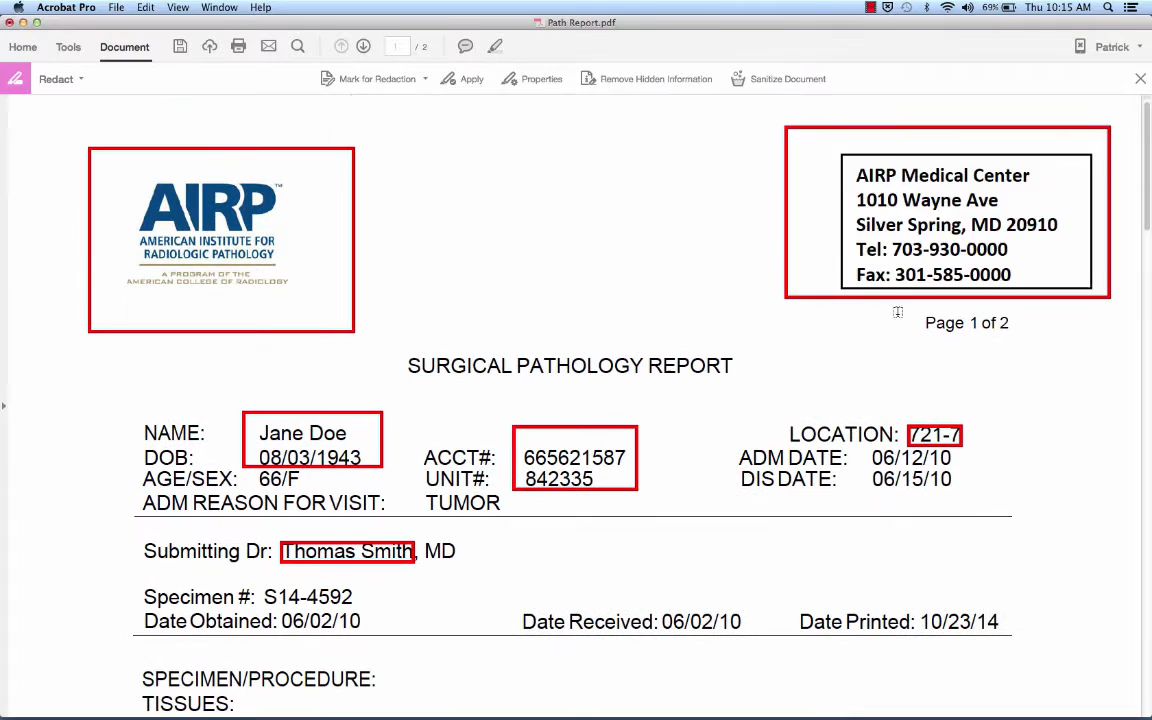 Acrobat Pro File Edit View Window Help 69% Thu 10:15 AM
Path Report.pdf
Home Tools Document 1 / 2 Patrick
Redact Mark for Redaction Apply Properties Remove Hidden Information Sanitize Document
AIRP™
AMERICAN INSTITUTE FOR
RADIOLOGIC PATHOLOGY
A PROGRAM OF THE
AMERICAN COLLEGE OF RADIOLOGY
AIRP Medical Center
1010 Wayne Ave
Silver Spring, MD 20910
Tel: 703-930-0000
Fax: 301-585-0000
Page 1 of 2
SURGICAL PATHOLOGY REPORT
NAME: Jane Doe LOCATION: 721-7
DOB: 08/03/1943 ACCT#: 665621587 ADM DATE: 06/12/10
AGE/SEX: 66/F UNIT#: 842335 DIS DATE: 06/15/10
ADM REASON FOR VISIT: TUMOR
Submitting Dr: Thomas Smith, MD
Specimen #: S14-4592
Date Obtained: 06/02/10 Date Received: 06/02/10 Date Printed: 10/23/14
SPECIMEN/PROCEDURE:
TISSUES: